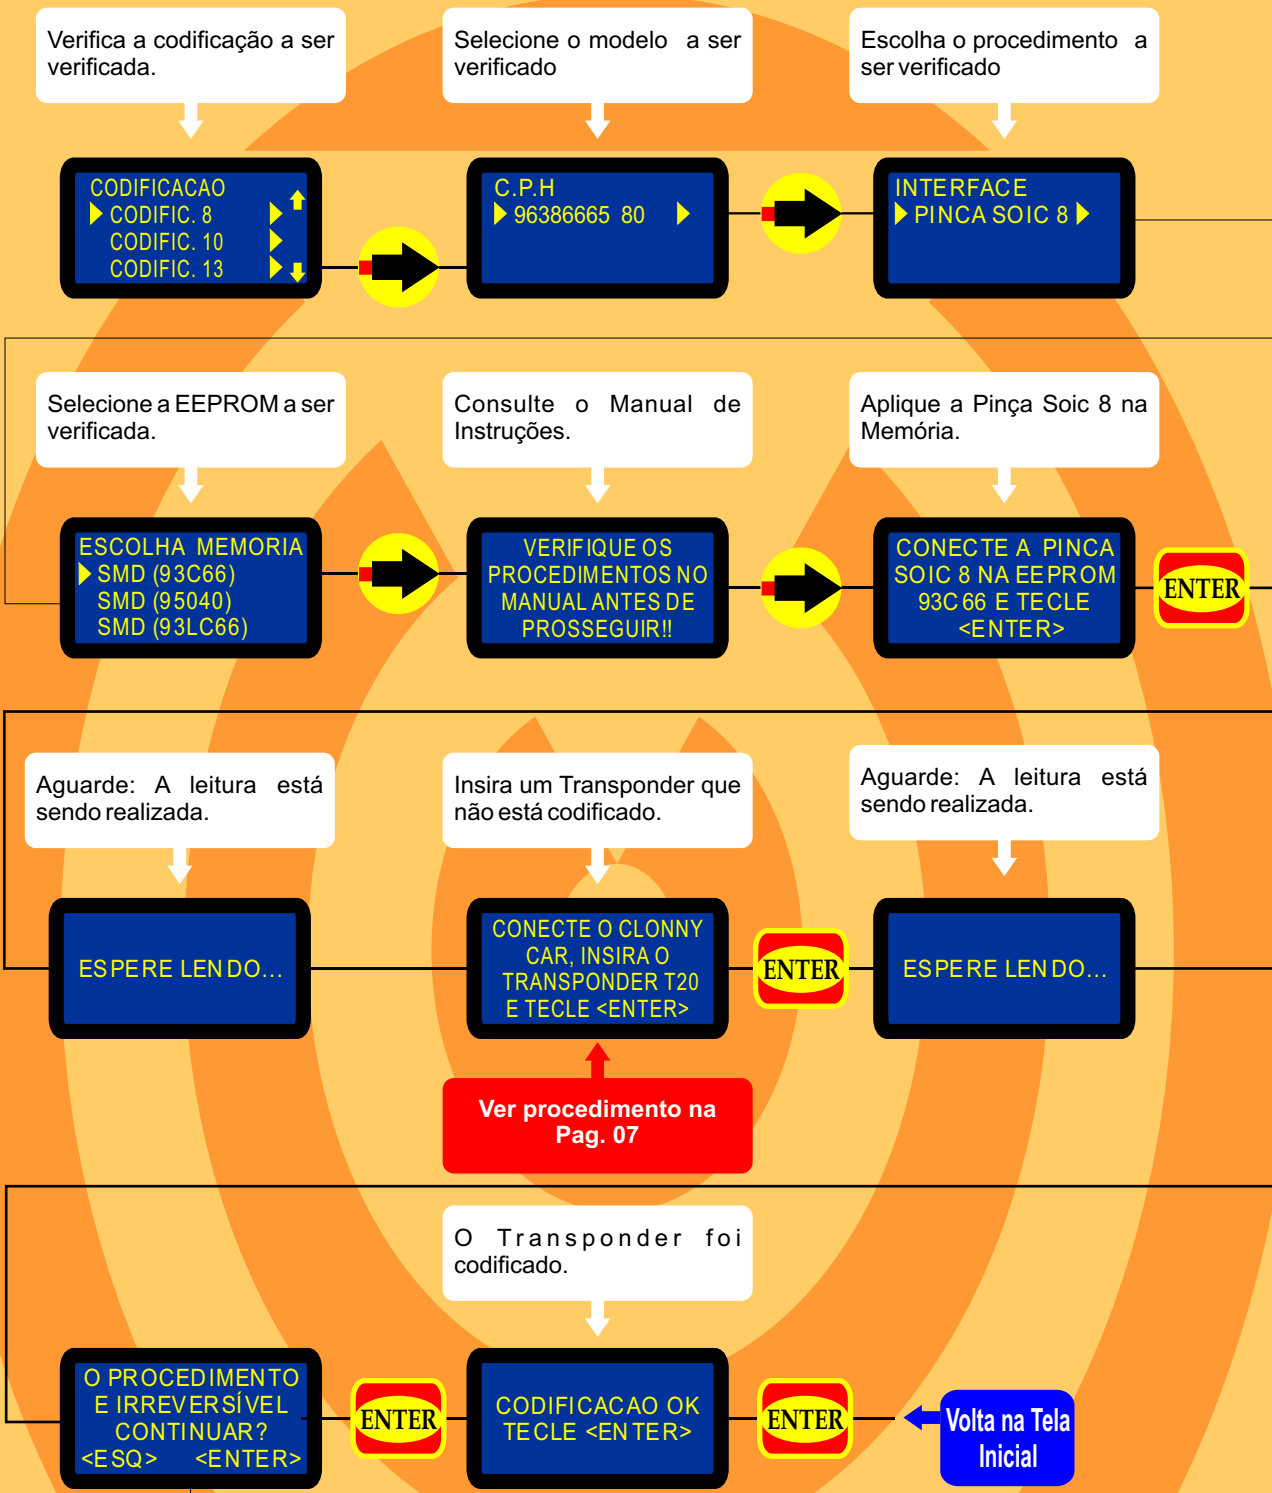 Verifica a codificação a ser
verificada.
Selecione o modelo a ser
verificado
Escolha o procedimento a
ser verificado
CODIFICACAO
CODIFIC. 8
CODIFIC. 10
CODIFIC. 13
C.P.H
96386665 80
INTERFACE
PINCA SOIC 8
Selecione a EEPROM a ser
verificada.
Consulte o Manual de
Instruções.
Aplique a Pinça Soic 8 na
Memória.
ESCOLHA MEMORIA
SMD (93C66)
SMD (95040)
SMD (93LC66)
VERIFIQUE OS
PROCEDIMENTOS NO
MANUAL ANTES DE
PROSSEGUIR!!
CONECTE A PINCA
SOIC 8 NA EEPROM
93C66 E TECLE
<ENTER>
ENTER
Aguarde: A leitura está
sendo realizada.
Insira um Transponder que
não está codificado.
Aguarde: A leitura está
sendo realizada.
ESPERE LENDO...
CONECTE O CLONNY
CAR, INSIRA O
TRANSPONDER T20
E TECLE <ENTER>
ENTER
ESPERE LENDO...
Ver procedimento na
Pag. 07
O Transponder foi
codificado.
O PROCEDIMENTO
E IRREVERSÍVEL
CONTINUAR?
<ESQ> <ENTER>
ENTER
CODIFICACAO OK
TECLE <ENTER>
ENTER
Volta na Tela
Inicial